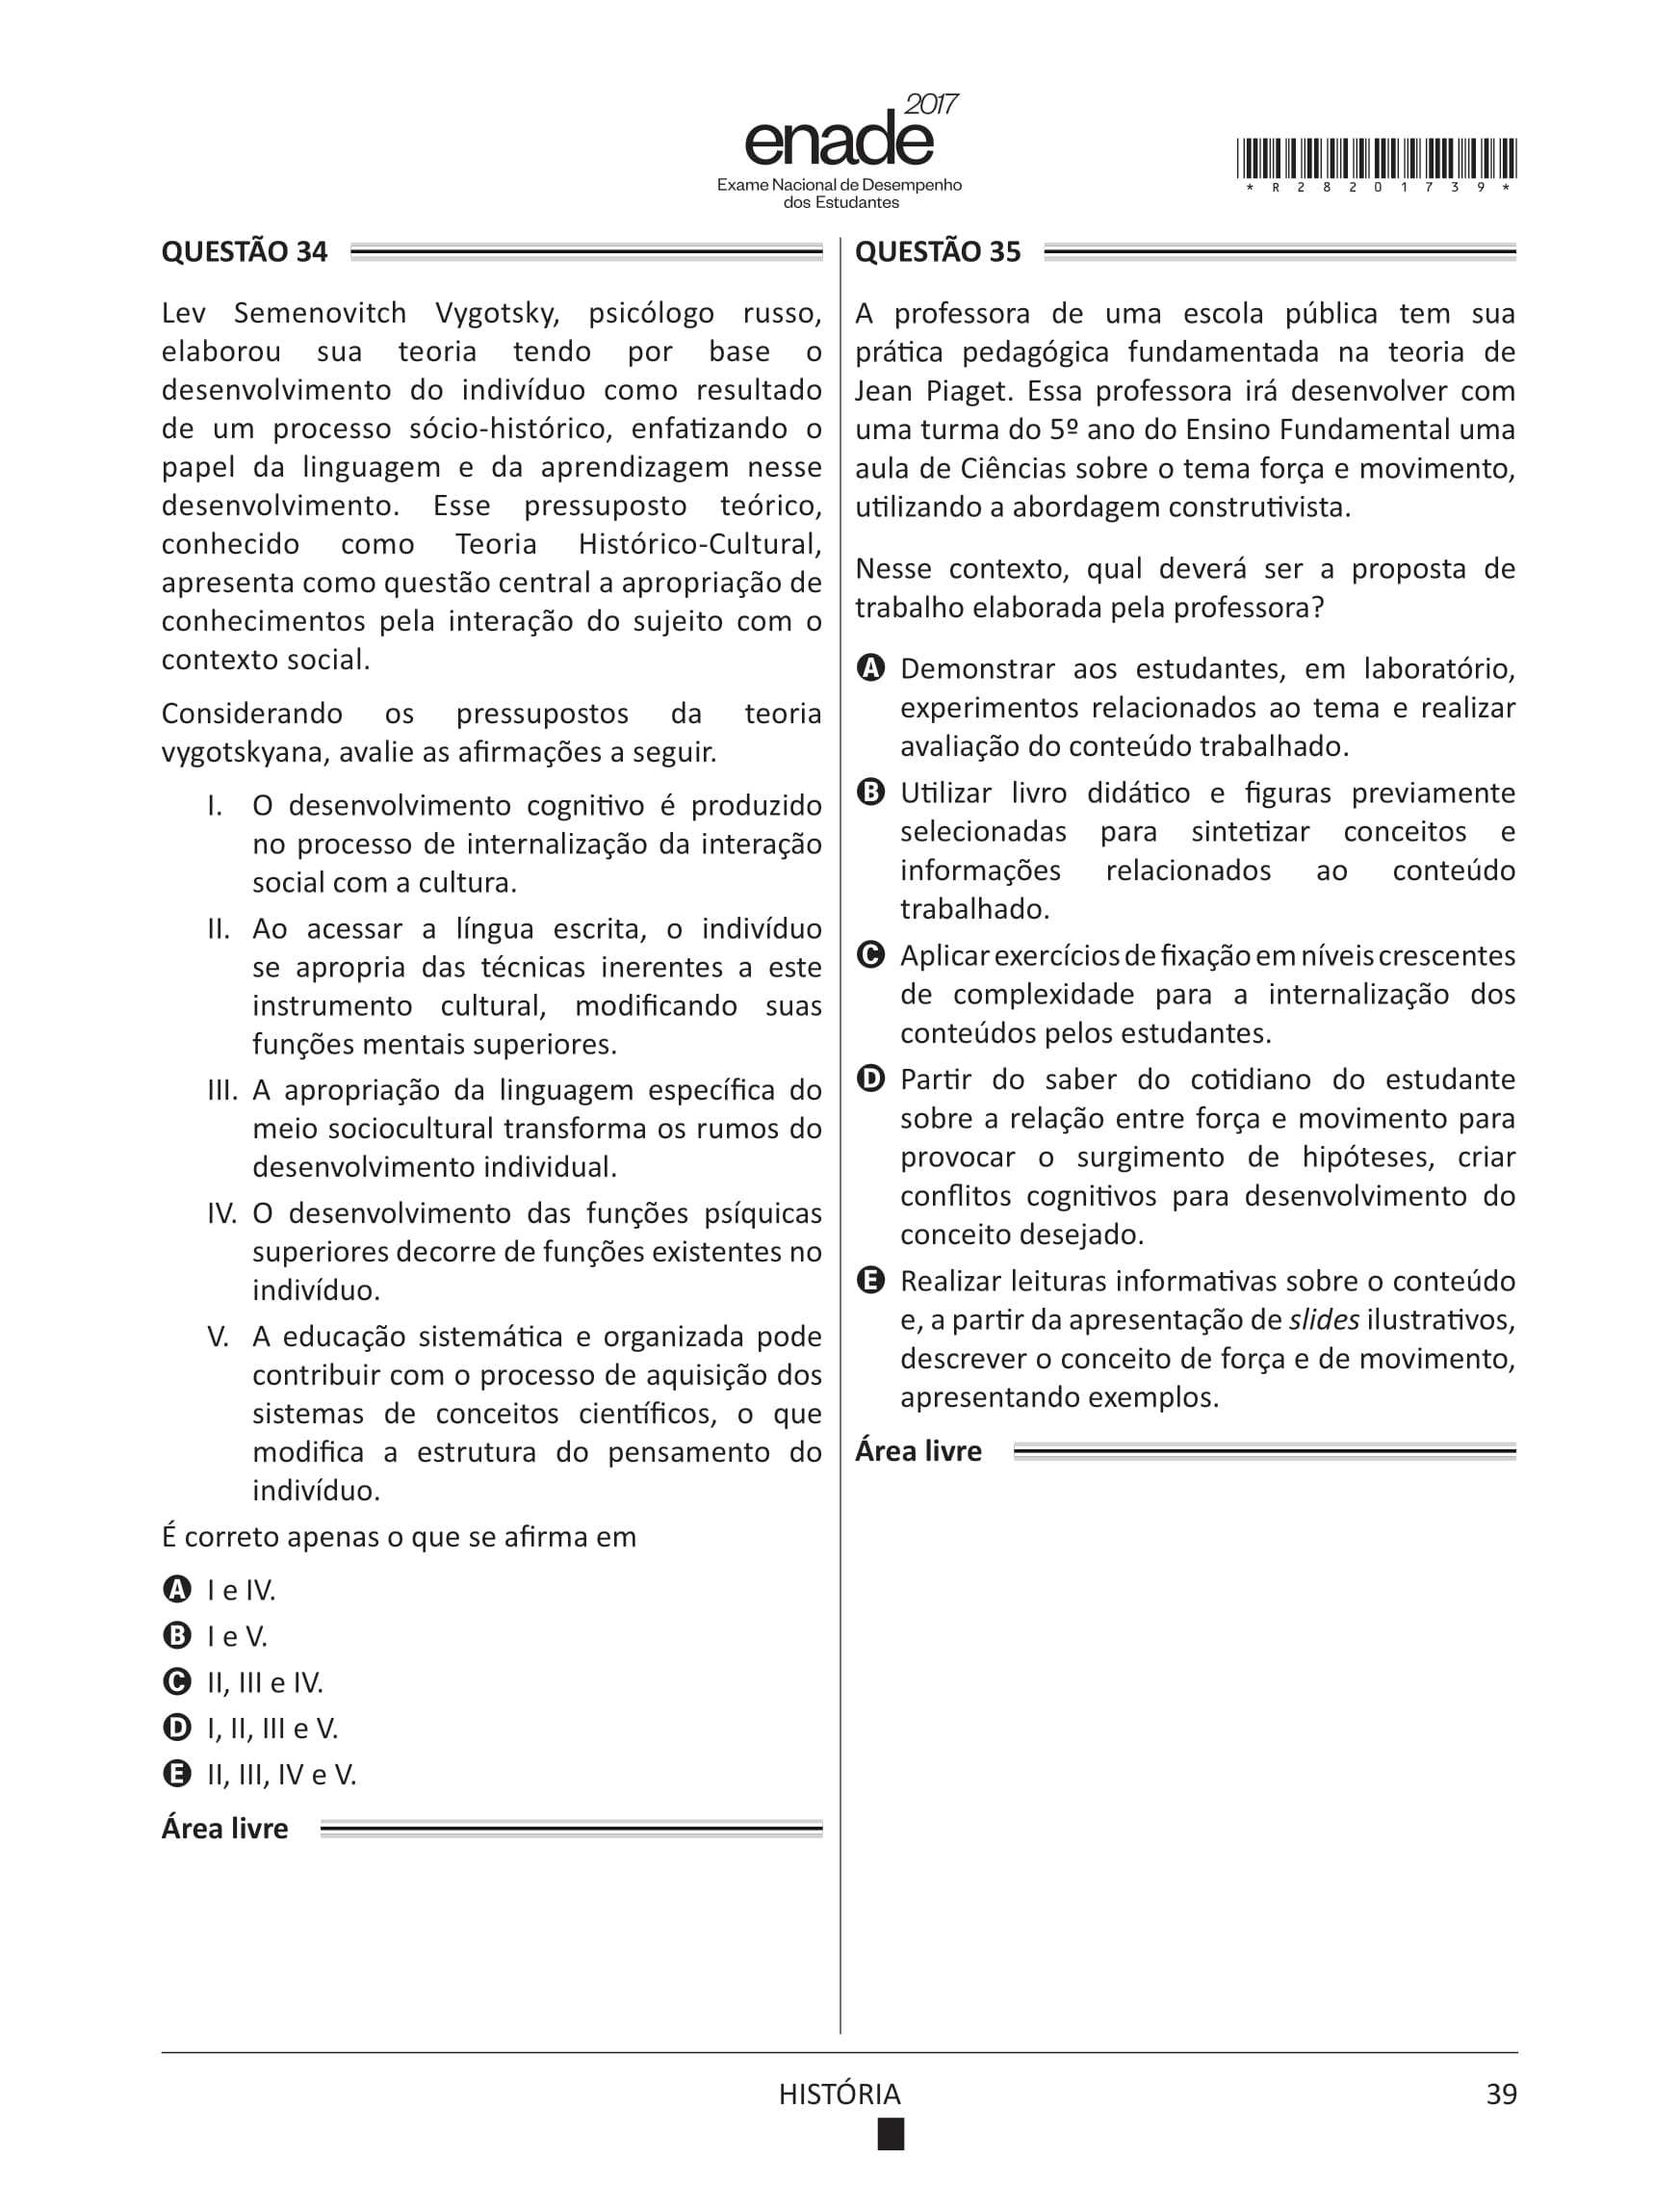 2017
enade
Exame Nacional de Desempenho
dos Estudantes
*R28201739*
QUESTÃO 34
Lev Semenovitch Vygotsky, psicólogo russo,
elaborou sua teoria tendo por base o
desenvolvimento do indivíduo como resultado
de um processo sócio-histórico, enfatizando o
papel da linguagem e da aprendizagem nesse
desenvolvimento. Esse pressuposto teórico,
conhecido como Teoria Histórico-Cultural,
apresenta como questão central a apropriação de
conhecimentos pela interação do sujeito com o
contexto social.
Considerando os pressupostos da teoria
vygotskyana, avalie as afirmações a seguir.
I. O desenvolvimento cognitivo é produzido
no processo de internalização da interação
social com a cultura.
II. Ao acessar a língua escrita, o indivíduo
se apropria das técnicas inerentes a este
instrumento cultural, modificando suas
funções mentais superiores.
III. A apropriação da linguagem específica do
meio sociocultural transforma os rumos do
desenvolvimento individual.
IV. O desenvolvimento das funções psíquicas
superiores decorre de funções existentes no
indivíduo.
V. A educação sistemática e organizada pode
contribuir com o processo de aquisição dos
sistemas de conceitos científicos, o que
modifica a estrutura do pensamento do
indivíduo.
É correto apenas o que se afirma em
A I e IV.
B I e V.
C II, III e IV.
D I, II, III e V.
E II, III, IV e V.
Área livre
QUESTÃO 35
A professora de uma escola pública tem sua
prática pedagógica fundamentada na teoria de
Jean Piaget. Essa professora irá desenvolver com
uma turma do 5º ano do Ensino Fundamental uma
aula de Ciências sobre o tema força e movimento,
utilizando a abordagem construtivista.
Nesse contexto, qual deverá ser a proposta de
trabalho elaborada pela professora?
A Demonstrar aos estudantes, em laboratório,
experimentos relacionados ao tema e realizar
avaliação do conteúdo trabalhado.
B Utilizar livro didático e figuras previamente
selecionadas para sintetizar conceitos e
informações relacionados ao conteúdo
trabalhado.
C Aplicar exercícios de fixação em níveis crescentes
de complexidade para a internalização dos
conteúdos pelos estudantes.
D Partir do saber do cotidiano do estudante
sobre a relação entre força e movimento para
provocar o surgimento de hipóteses, criar
conflitos cognitivos para desenvolvimento do
conceito desejado.
E Realizar leituras informativas sobre o conteúdo
e, a partir da apresentação de slides ilustrativos,
descrever o conceito de força e de movimento,
apresentando exemplos.
Área livre
HISTÓRIA
39